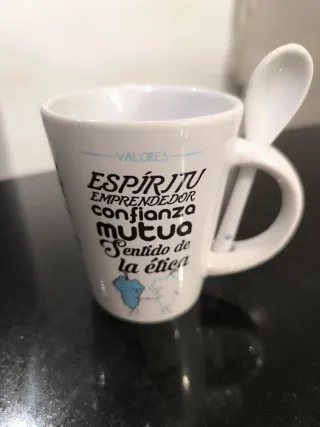 VALORES
ESPÍRITU
EMPRENDEDOR
confianza
mutua
Sentido de
la ética